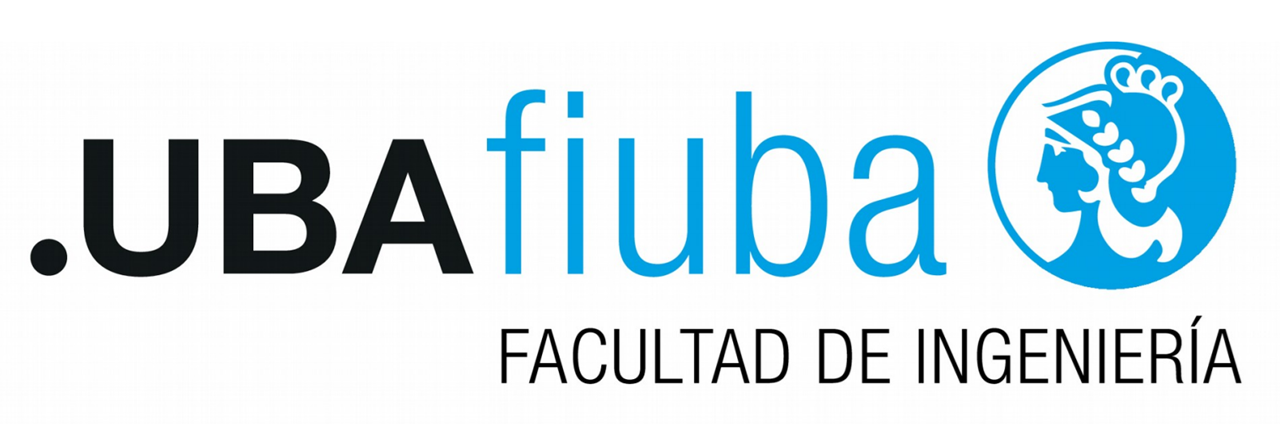 .UBAfiuba
FACULTAD DE INGENIERÍA